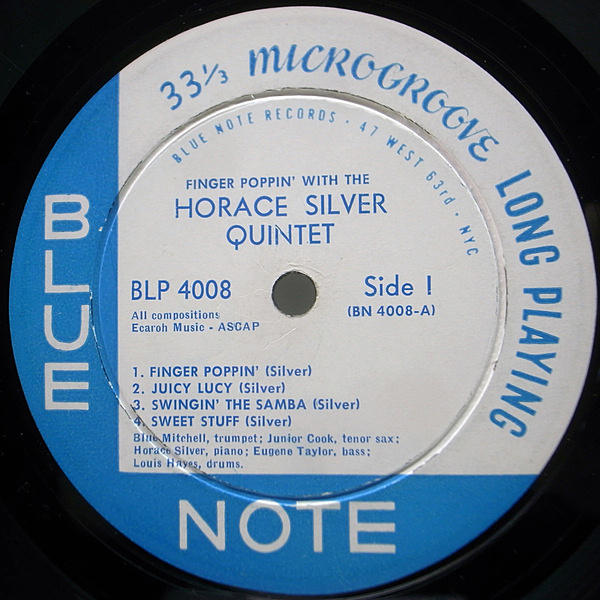 33⅓ MICROGROOVE LONG PLAYING
BLUE NOTE RECORDS · 47 WEST 63rd · NYC
FINGER POPPIN' WITH THE
HORACE SILVER
QUINTET
BLP 4008
Side 1
(BN 4008-A)
All compositions
Ecaroh Music - ASCAP
1. FINGER POPPIN' (Silver)
2. JUICY LUCY (Silver)
3. SWINGIN' THE SAMBA (Silver)
4. SWEET STUFF (Silver)
Blue Mitchell, trumpet; Junior Cook, tenor sax;
Horace Silver, piano; Eugene Taylor, bass;
Louis Hayes, drums.
BLUE
NOTE